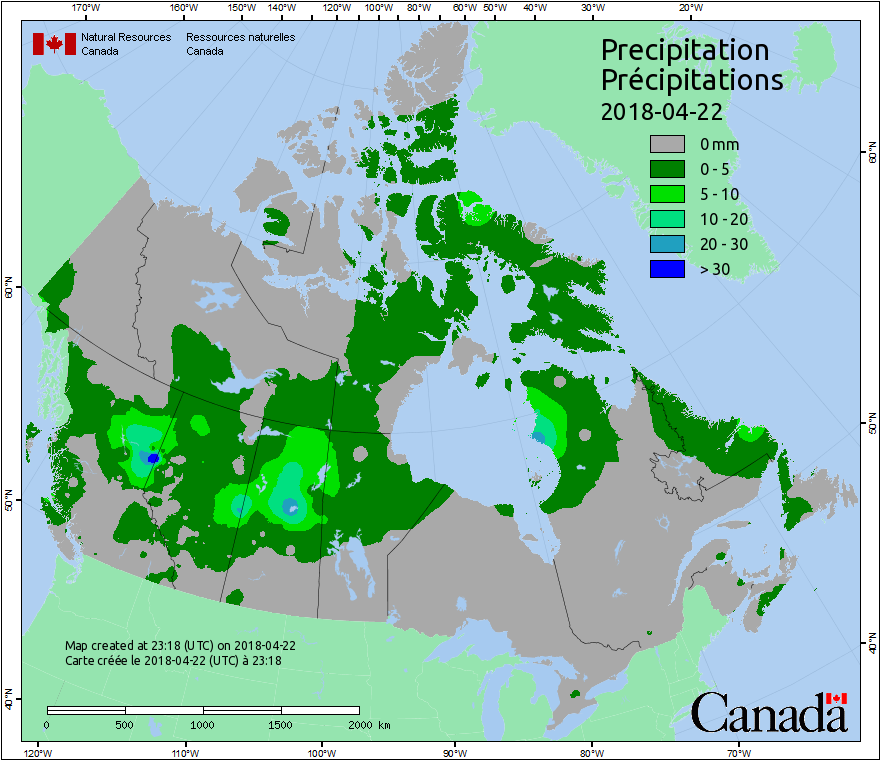 170°W 160°W 150°W 140°W 130°W 120°W 110°W 100°W 90°W 80°W 60°W 50°W 40°W 30°W 20°W
Natural Resources Ressources naturelles
Canada Canada
Precipitation
Précipitations
2018-04-22
0 mm
0 - 5
5 - 10
10 - 20
20 - 30
> 30
60°N
60°N
50°N
50°N
40°N
40°N
Map created at 23:18 (UTC) on 2018-04-22
Carte créée le 2018-04-22 (UTC) à 23:18
0 500 1000 1500 2000 km
Canada
120°W 110°W 100°W 90°W 80°W 70°W